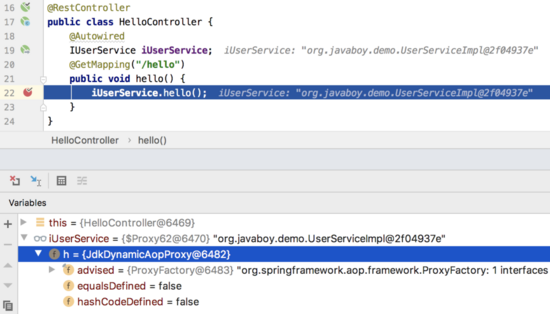 16 @RestController
17 public class HelloController {
18 @Autowired
19 IUserService iUserService; iUserService: "org.javaboy.demo.UserServiceImpl@2f04937e"
20 @GetMapping("/hello")
21 public void hello() {
22 iUserService.hello(); iUserService: "org.javaboy.demo.UserServiceImpl@2f04937e"
23 }
24 }
HelloController › hello()
Variables
this = {HelloController@6469}
iUserService = {$Proxy62@6470} "org.javaboy.demo.UserServiceImpl@2f04937e"
h = {JdkDynamicAopProxy@6482}
advised = {ProxyFactory@6483} "org.springframework.aop.framework.ProxyFactory: 1 interfaces
equalsDefined = false
hashCodeDefined = false